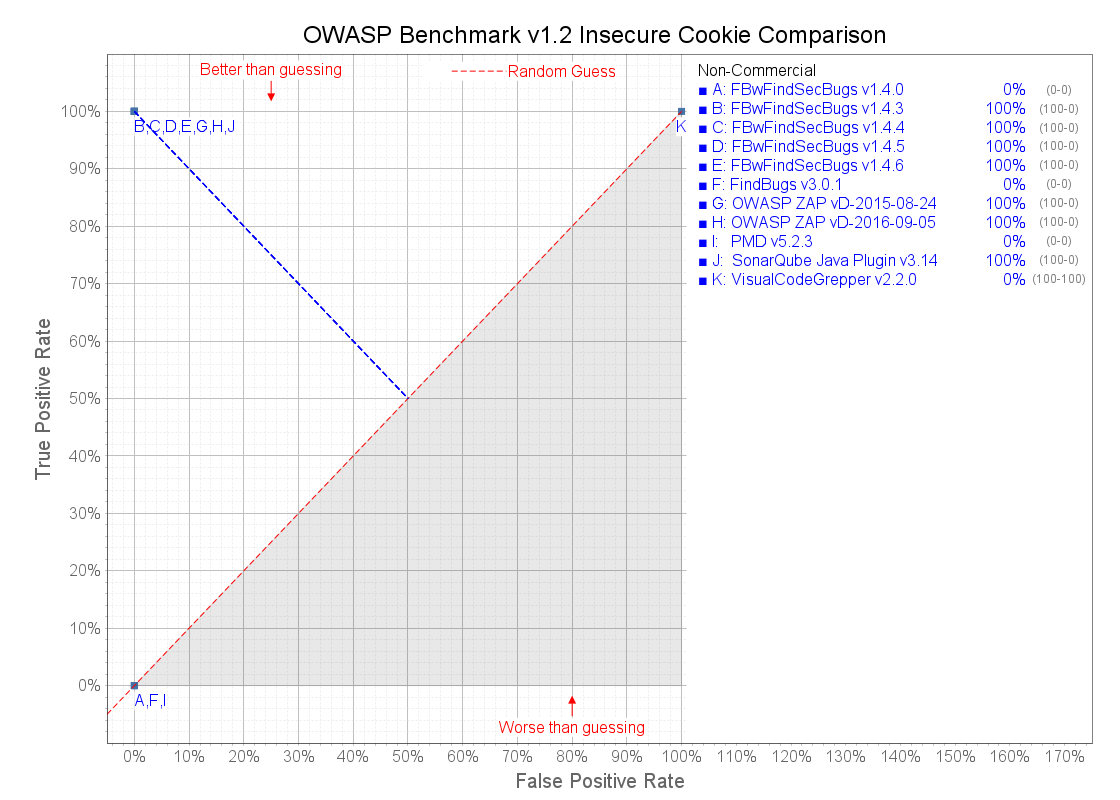 OWASP Benchmark v1.2 Insecure Cookie Comparison
Better than guessing
Random Guess
Non-Commercial
A: FBwFindSecBugs v1.4.0 0% (0-0)
B: FBwFindSecBugs v1.4.3 100% (100-0)
C: FBwFindSecBugs v1.4.4 100% (100-0)
D: FBwFindSecBugs v1.4.5 100% (100-0)
E: FBwFindSecBugs v1.4.6 100% (100-0)
F: FindBugs v3.0.1 0% (0-0)
G: OWASP ZAP vD-2015-08-24 100% (100-0)
H: OWASP ZAP vD-2016-09-05 100% (100-0)
I: PMD v5.2.3 0% (0-0)
J: SonarQube Java Plugin v3.14 100% (100-0)
K: VisualCodeGrepper v2.2.0 0% (100-100)
True Positive Rate
100%
90%
80%
70%
60%
50%
40%
30%
20%
10%
0%
B,C,D,E,G,H,J
K
A,F,I
Worse than guessing
0% 10% 20% 30% 40% 50% 60% 70% 80% 90% 100% 110% 120% 130% 140% 150% 160% 170%
False Positive Rate